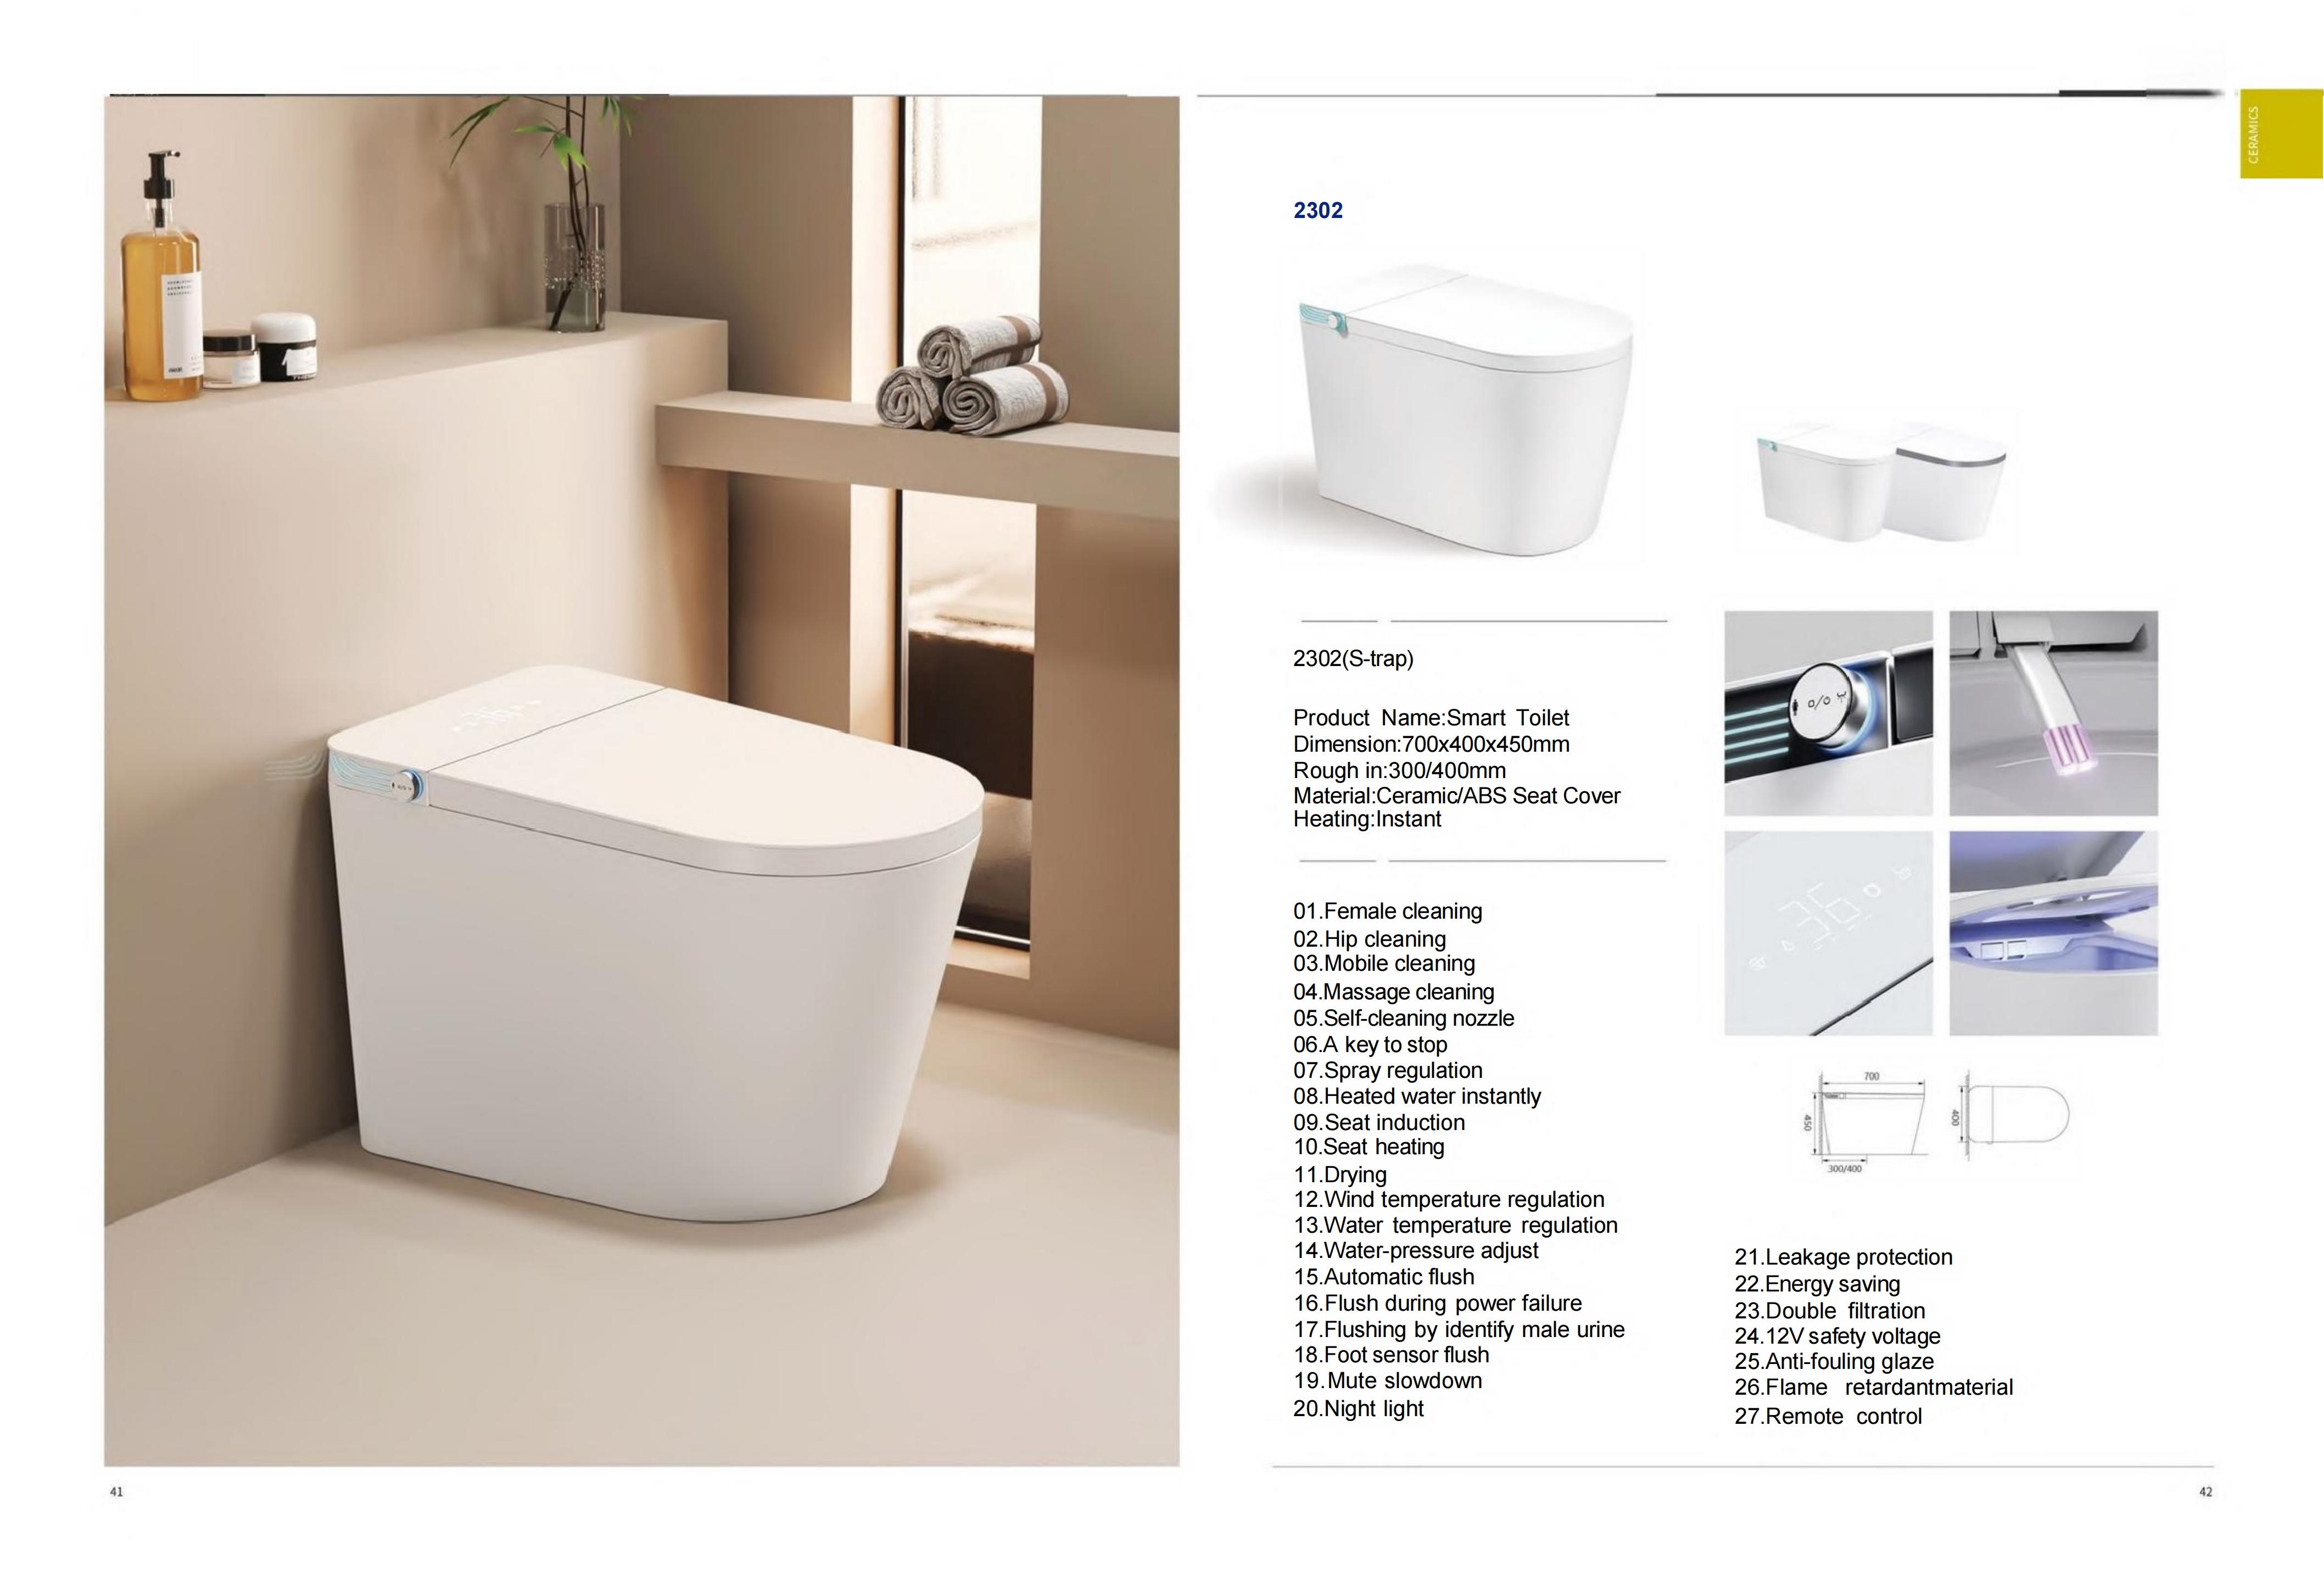 CERAMICS
2302
2302(S-trap)
Product Name:Smart Toilet
Dimension:700x400x450mm
Rough in:300/400mm
Material:Ceramic/ABS Seat Cover
Heating:Instant
01.Female cleaning
02.Hip cleaning
03.Mobile cleaning
04.Massage cleaning
05.Self-cleaning nozzle
06.A key to stop
07.Spray regulation
08.Heated water instantly
09.Seat induction
10.Seat heating
11.Drying
12.Wind temperature regulation
13.Water temperature regulation
14.Water-pressure adjust
15.Automatic flush
16.Flush during power failure
17.Flushing by identify male urine
18.Foot sensor flush
19.Mute slowdown
20.Night light
36
700
450
300/400
400
21.Leakage protection
22.Energy saving
23.Double filtration
24.12V safety voltage
25.Anti-fouling glaze
26.Flame retardantmaterial
27.Remote control
41
42